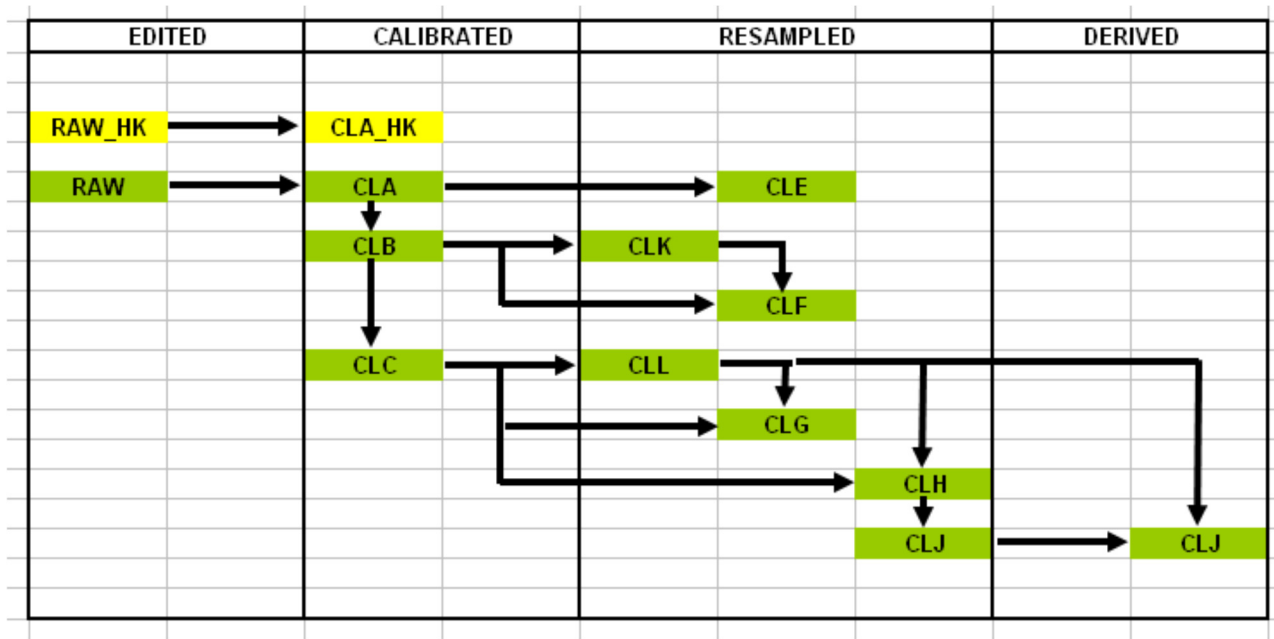 EDITED CALIBRATED RESAMPLED DERIVED
RAW_HK CLA_HK
RAW CLA CLE
CLB CLK
CLF
CLC CLL
CLG
CLH
CLJ CLJ